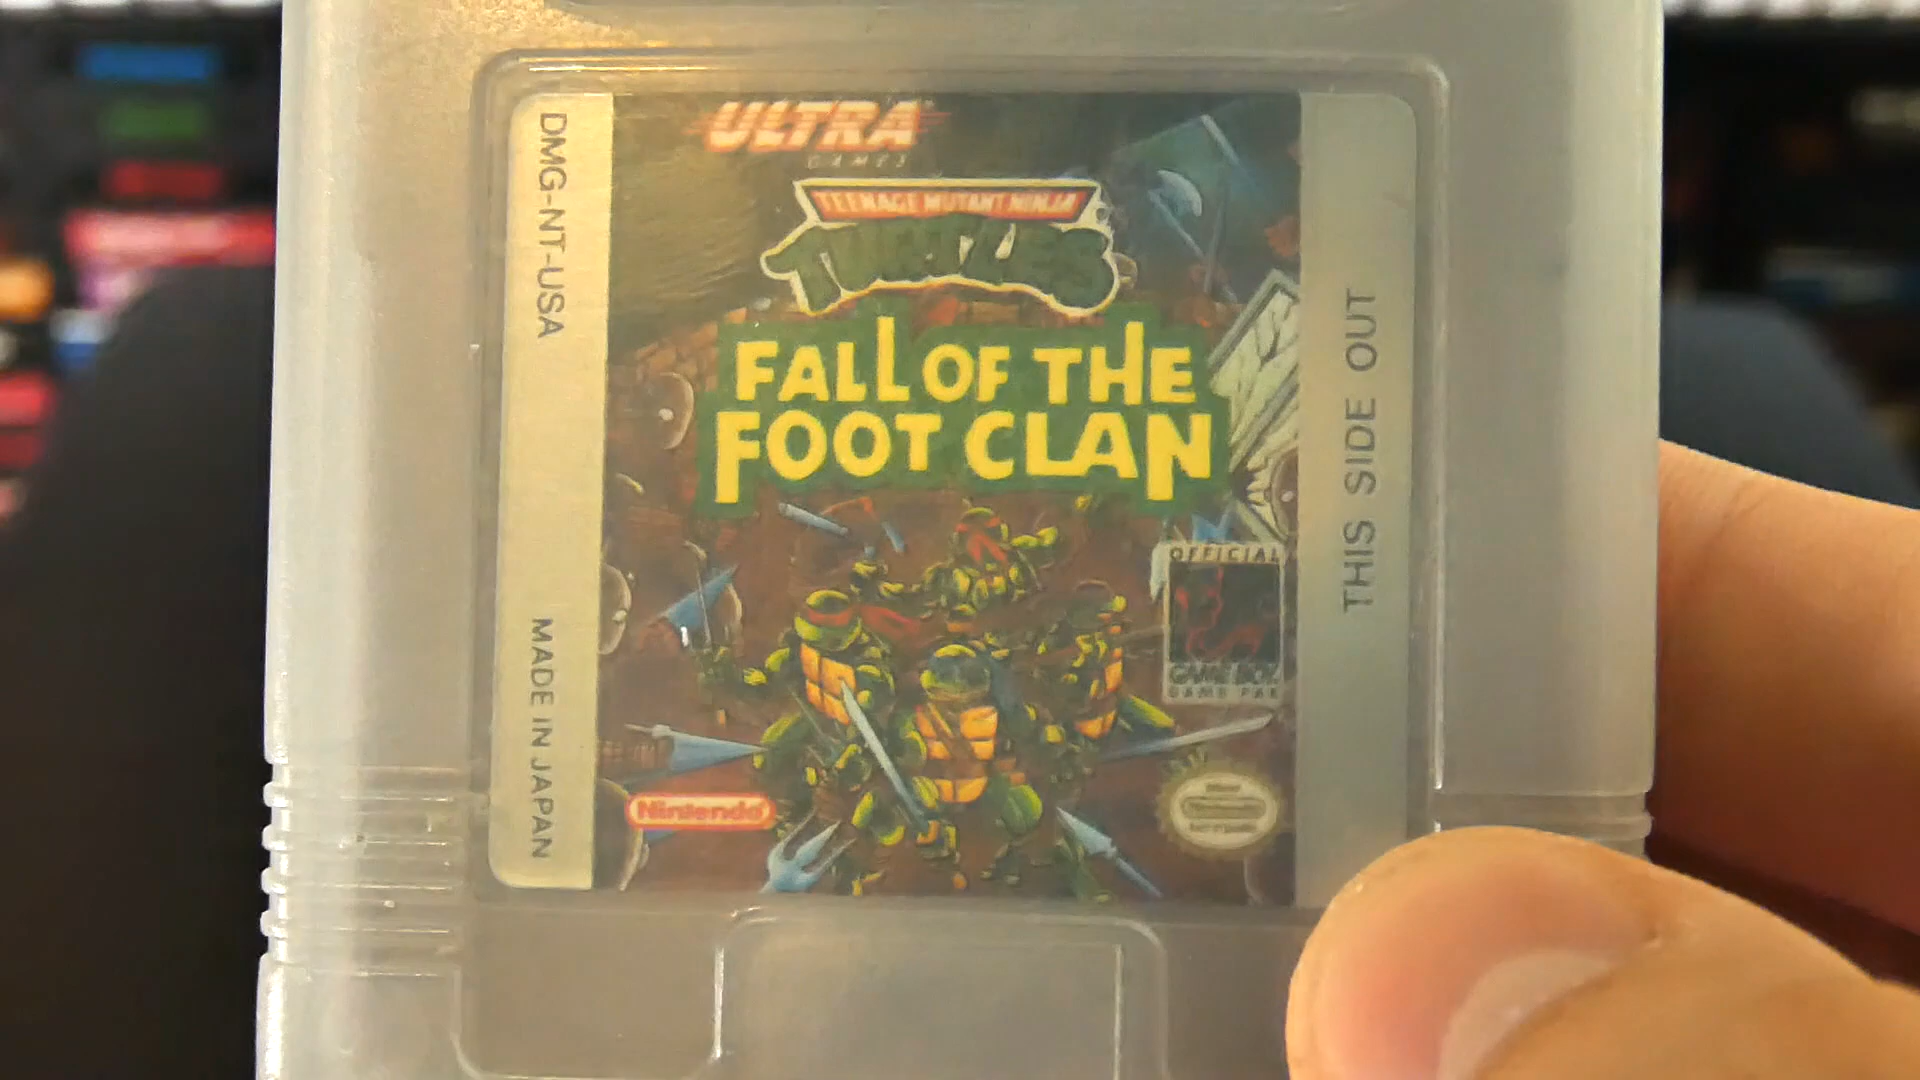 ULTRA
GAMES
TEENAGE MUTANT NINJA
TURTLES
FALL OF THE
FOOT CLAN
DMG-NT-USA
MADE IN JAPAN
THIS SIDE OUT
OFFICIAL
GAME BOY
GAME PAK
Nintendo